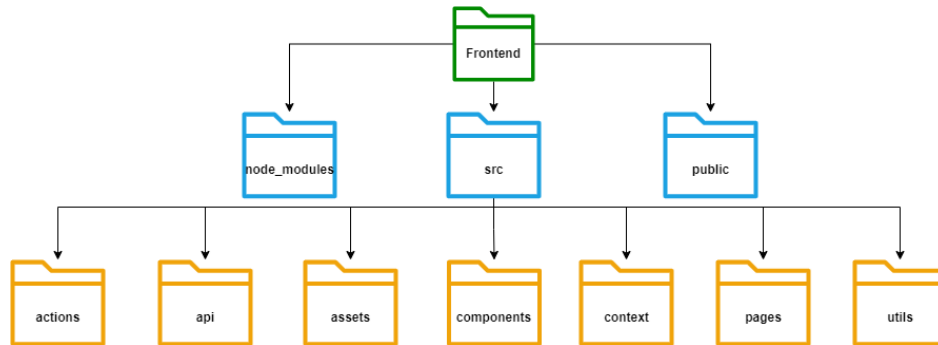 Frontend
node_modules
src
public
actions
api
assets
components
context
pages
utils